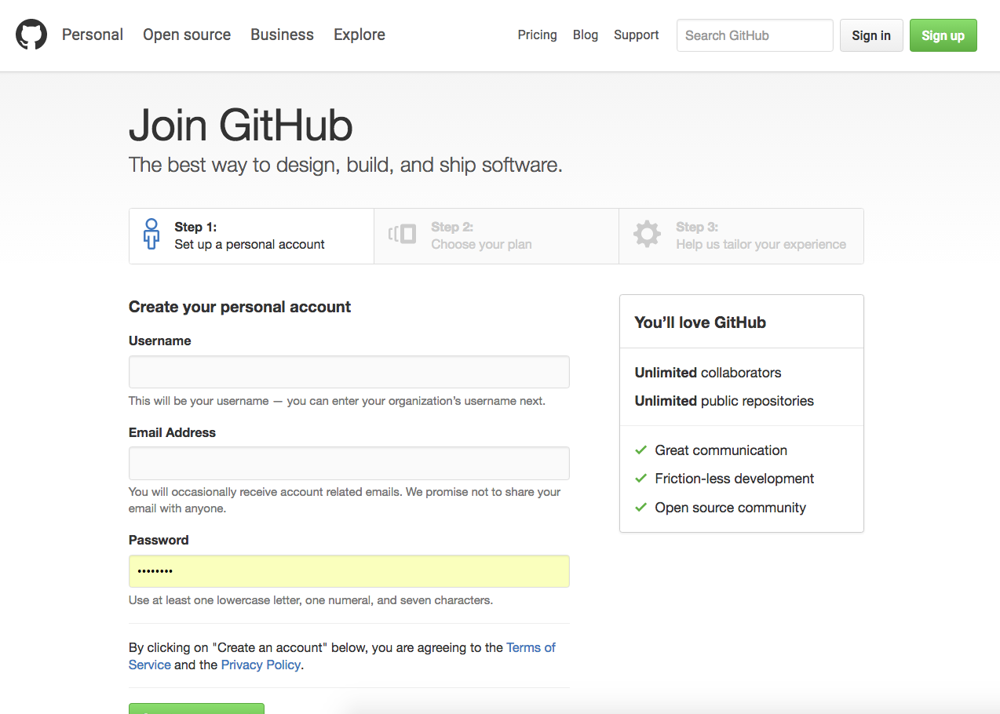 Personal Open source Business Explore Pricing Blog Support Search GitHub Sign in Sign up
Join GitHub
The best way to design, build, and ship software.
Step 1:
Set up a personal account
Step 2:
Choose your plan
Step 3:
Help us tailor your experience
Create your personal account
Username
This will be your username — you can enter your organization’s username next.
Email Address
You will occasionally receive account related emails. We promise not to share your
email with anyone.
Password
••••••••
Use at least one lowercase letter, one numeral, and seven characters.
By clicking on "Create an account" below, you are agreeing to the Terms of
Service and the Privacy Policy.
You’ll love GitHub
Unlimited collaborators
Unlimited public repositories
Great communication
Friction-less development
Open source community